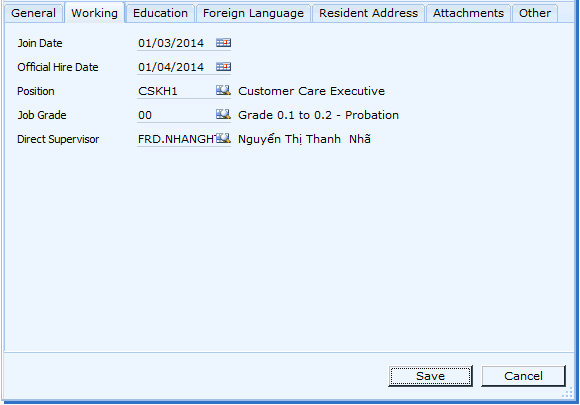 General Working Education Foreign Language Resident Address Attachments Other
Join Date 01/03/2014
Official Hire Date 01/04/2014
Position CSKH1 Customer Care Executive
Job Grade 00 Grade 0.1 to 0.2 - Probation
Direct Supervisor FRD.NHANGHT Nguyển Thị Thanh Nhã
Save Cancel